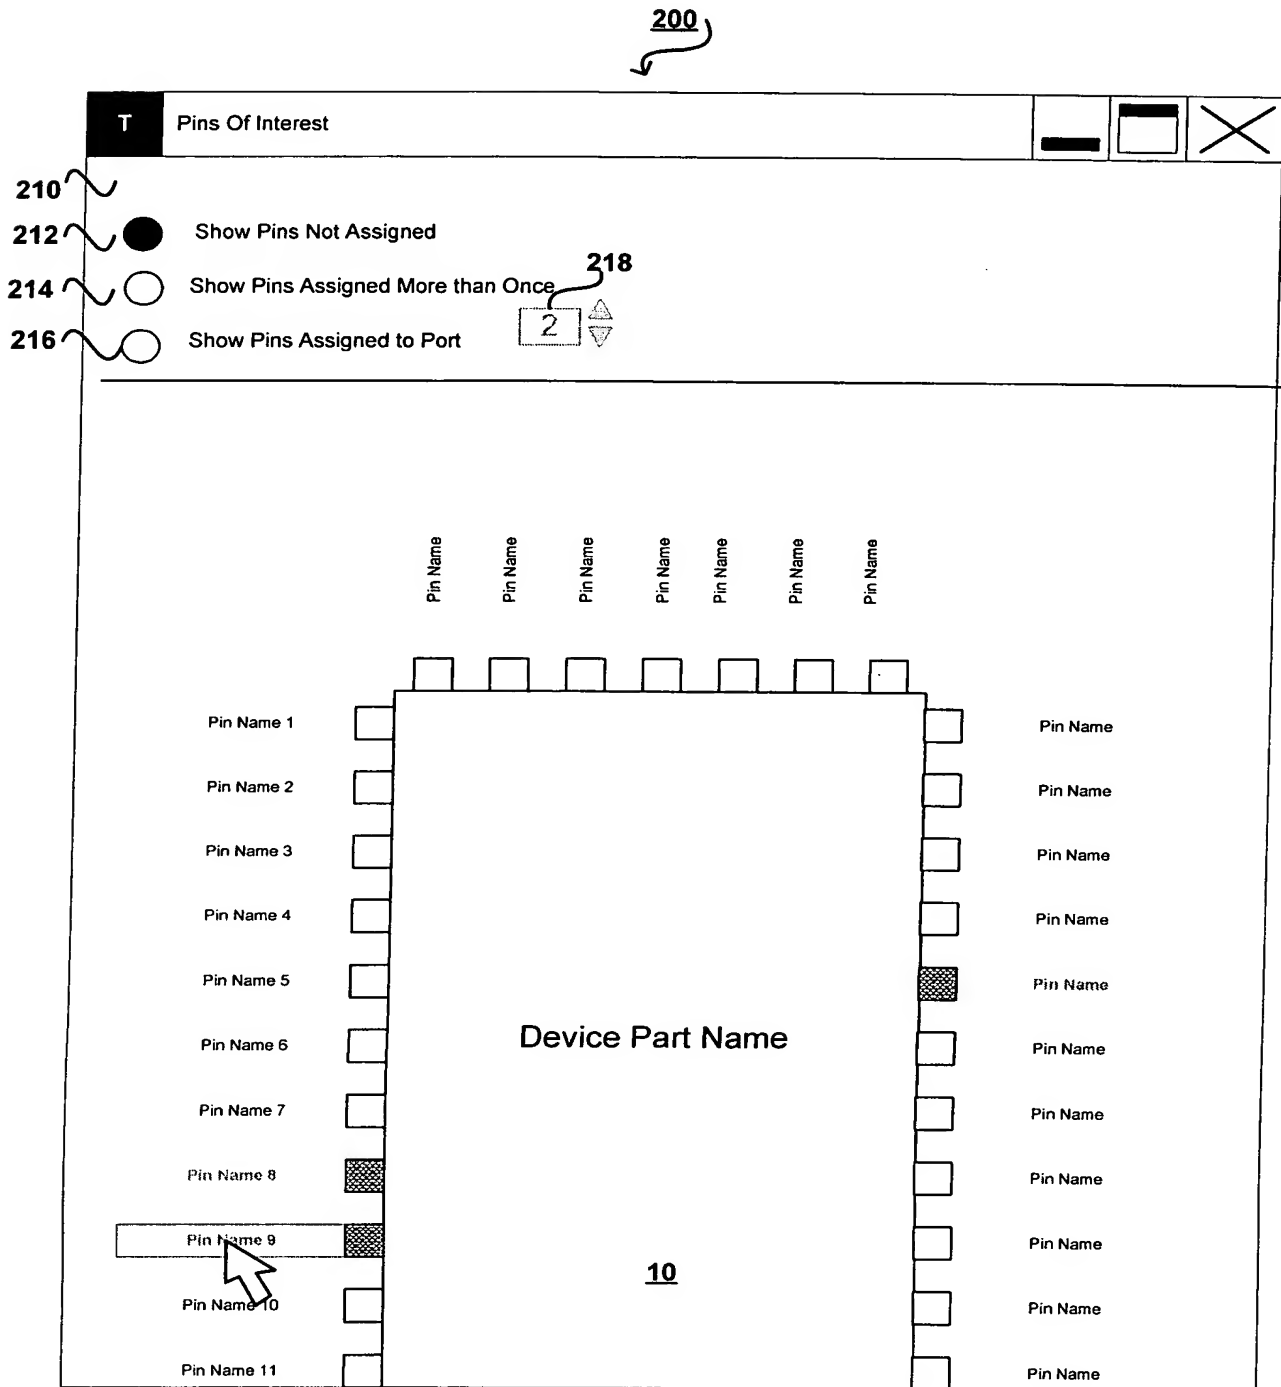 200
T Pins Of Interest
210
212 Show Pins Not Assigned
218
214 Show Pins Assigned More than Once
2
216 Show Pins Assigned to Port
Pin Name Pin Name Pin Name Pin Name Pin Name Pin Name Pin Name
Pin Name 1 Pin Name
Pin Name 2 Pin Name
Pin Name 3 Pin Name
Pin Name 4 Pin Name
Pin Name 5 Pin Name
Device Part Name
Pin Name 6 Pin Name
Pin Name 7 Pin Name
Pin Name 8 Pin Name
Pin Name 9 Pin Name
10
Pin Name 10 Pin Name
Pin Name 11 Pin Name